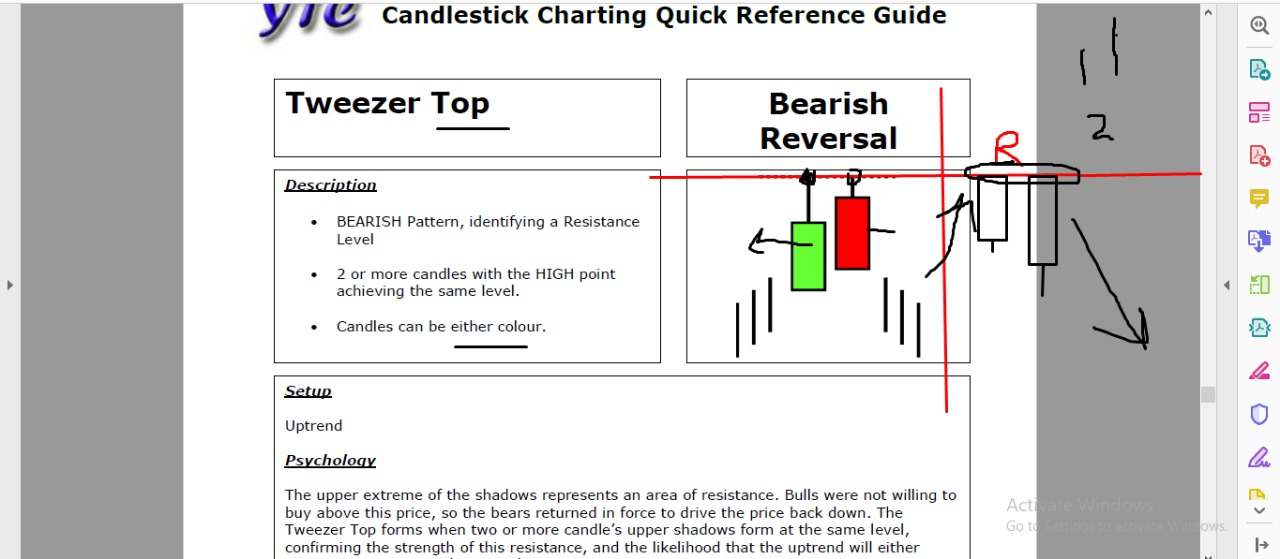 yTC
Candlestick Charting Quick Reference Guide
Tweezer Top
Bearish
Reversal
R
2
Description
• BEARISH Pattern, identifying a Resistance
Level
• 2 or more candles with the HIGH point
achieving the same level.
• Candles can be either colour.
Setup
Uptrend
Psychology
The upper extreme of the shadows represents an area of resistance. Bulls were not willing to
buy above this price, so the bears returned in force to drive the price back down. The
Tweezer Top forms when two or more candle's upper shadows form at the same level,
confirming the strength of this resistance, and the likelihood that the uptrend will either
Activate Windows
Go to Settings to activate Windows.